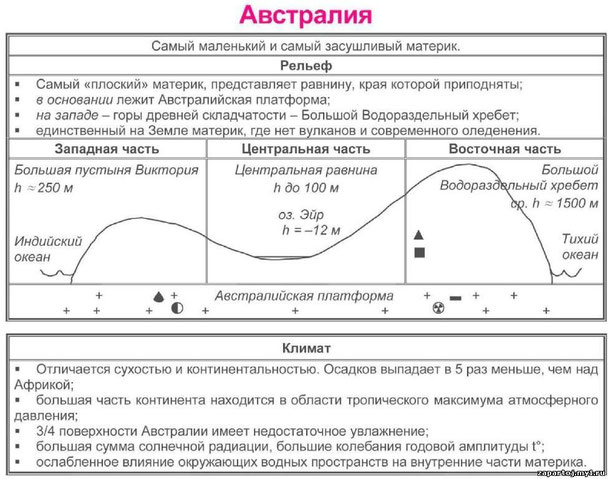 Австралия
Самый маленький и самый засушливый материк.
Рельеф
▪ Самый «плоский» материк, представляет равнину, края которой приподняты;
▪ в основании лежит Австралийская платформа;
▪ на западе – горы древней складчатости – Большой Водораздельный хребет;
▪ единственный на Земле материк, где нет вулканов и современного оледенения.
Западная часть
Большая пустыня Виктория
h ≈ 250 м
Индийский
океан
Центральная часть
Центральная равнина
h до 100 м
оз. Эйр
h = –12 м
Восточная часть
Большой
Водораздельный хребет
ср. h ≈ 1500 м
Тихий
океан
Австралийская платформа
Климат
▪ Отличается сухостью и континентальностью. Осадков выпадает в 5 раз меньше, чем над
Африкой;
▪ большая часть континента находится в области тропического максимума атмосферного
давления;
▪ 3/4 поверхности Австралии имеет недостаточное увлажнение;
▪ большая сумма солнечной радиации, большие колебания годовой амплитуды t°;
▪ ослабленное влияние окружающих водных пространств на внутренние части материка.
zapartoj.my1.ru